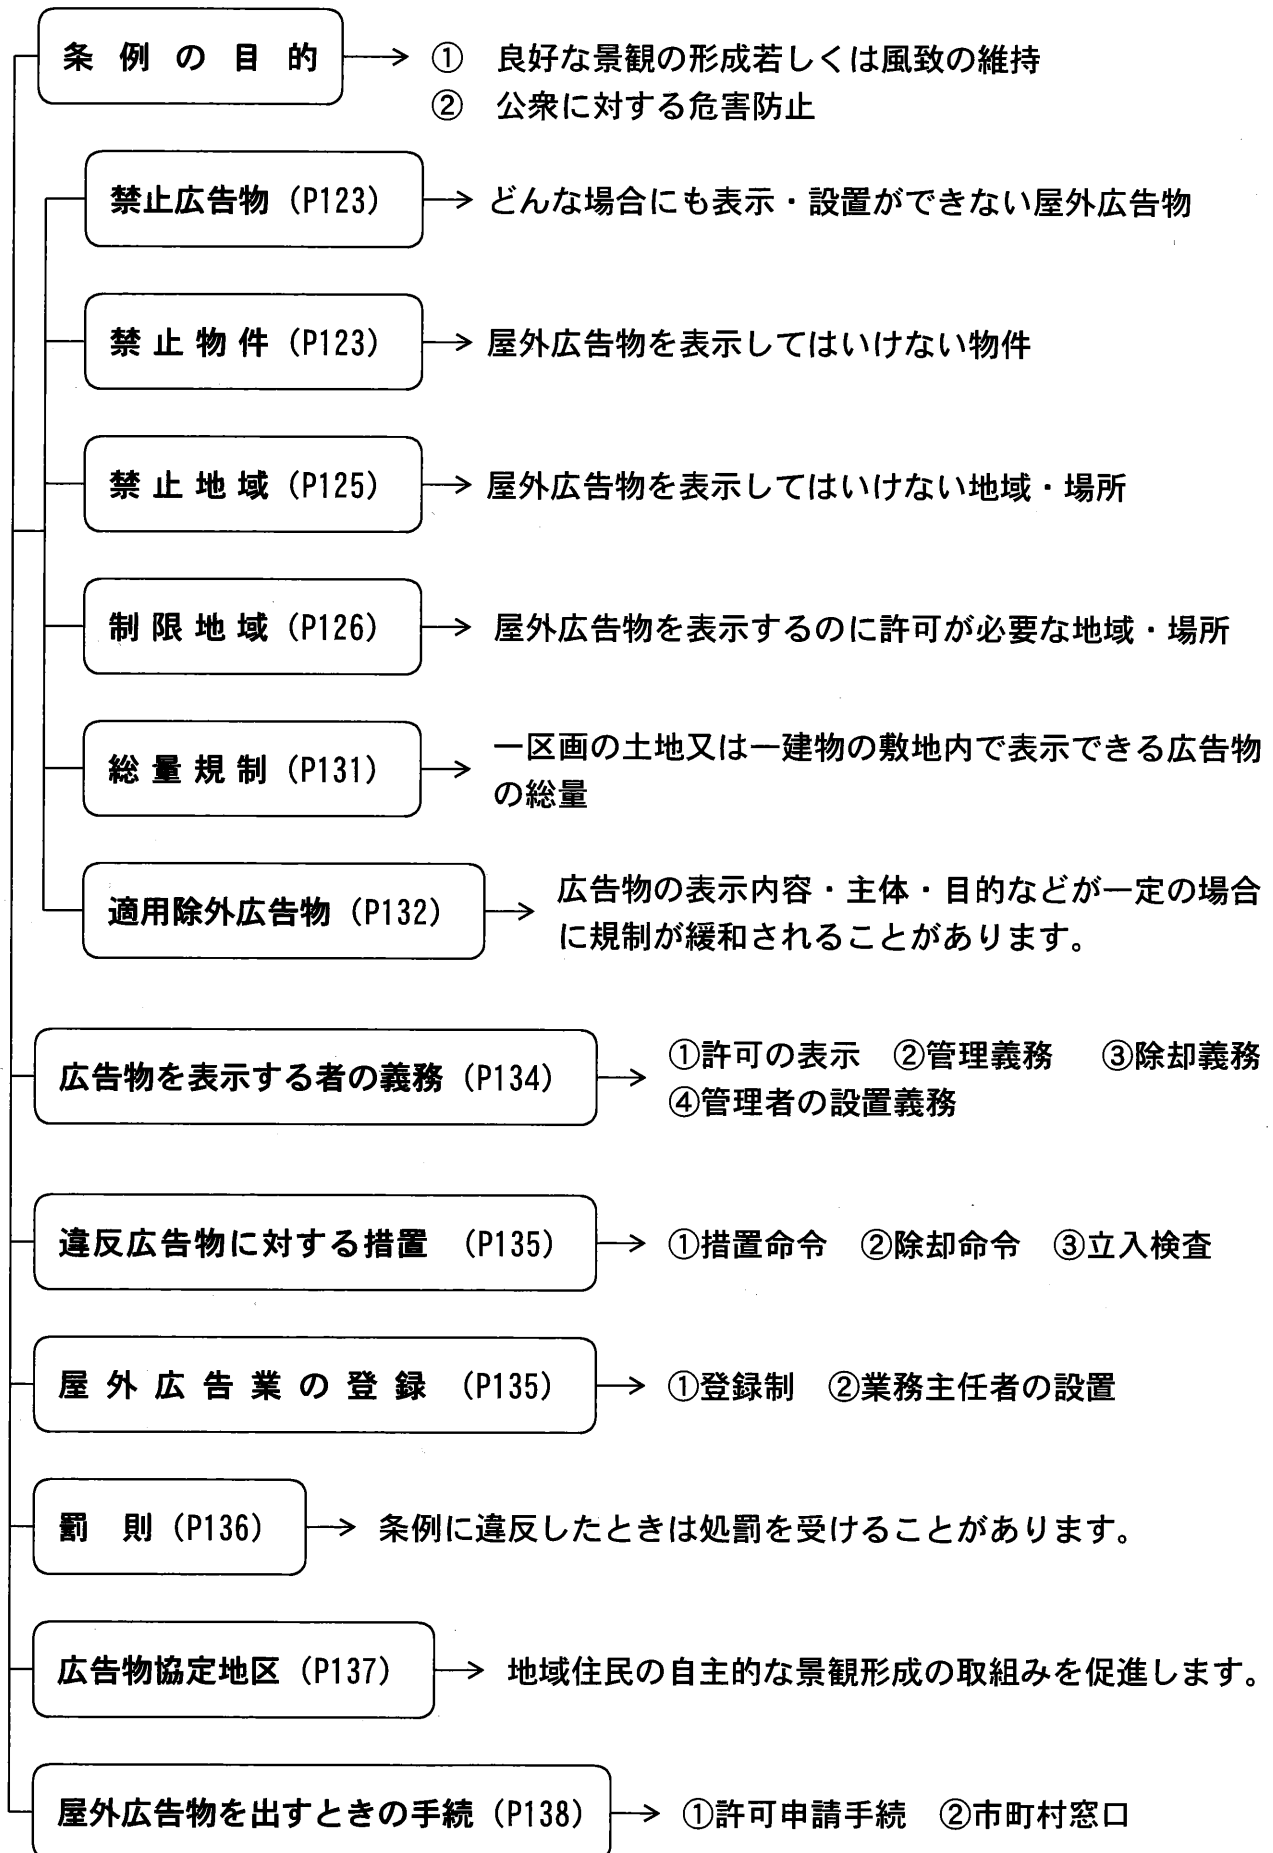 条例の目的 → ① 良好な景観の形成若しくは風致の維持
② 公衆に対する危害防止
禁止広告物（P123） → どんな場合にも表示・設置ができない屋外広告物
禁止物件（P123） → 屋外広告物を表示してはいけない物件
禁止地域（P125） → 屋外広告物を表示してはいけない地域・場所
制限地域（P126） → 屋外広告物を表示するのに許可が必要な地域・場所
総量規制（P131） → 一区画の土地又は一建物の敷地内で表示できる広告物
の総量
適用除外広告物（P132） → 広告物の表示内容・主体・目的などが一定の場合
に規制が緩和されることがあります。
広告物を表示する者の義務（P134） → ①許可の表示 ②管理義務 ③除却義務
④管理者の設置義務
違反広告物に対する措置（P135） → ①措置命令 ②除却命令 ③立入検査
屋外広告業の登録（P135） → ①登録制 ②業務主任者の設置
罰則（P136） → 条例に違反したときは処罰を受けることがあります。
広告物協定地区（P137） → 地域住民の自主的な景観形成の取組みを促進します。
屋外広告物を出すときの手続（P138） → ①許可申請手続 ②市町村窓口